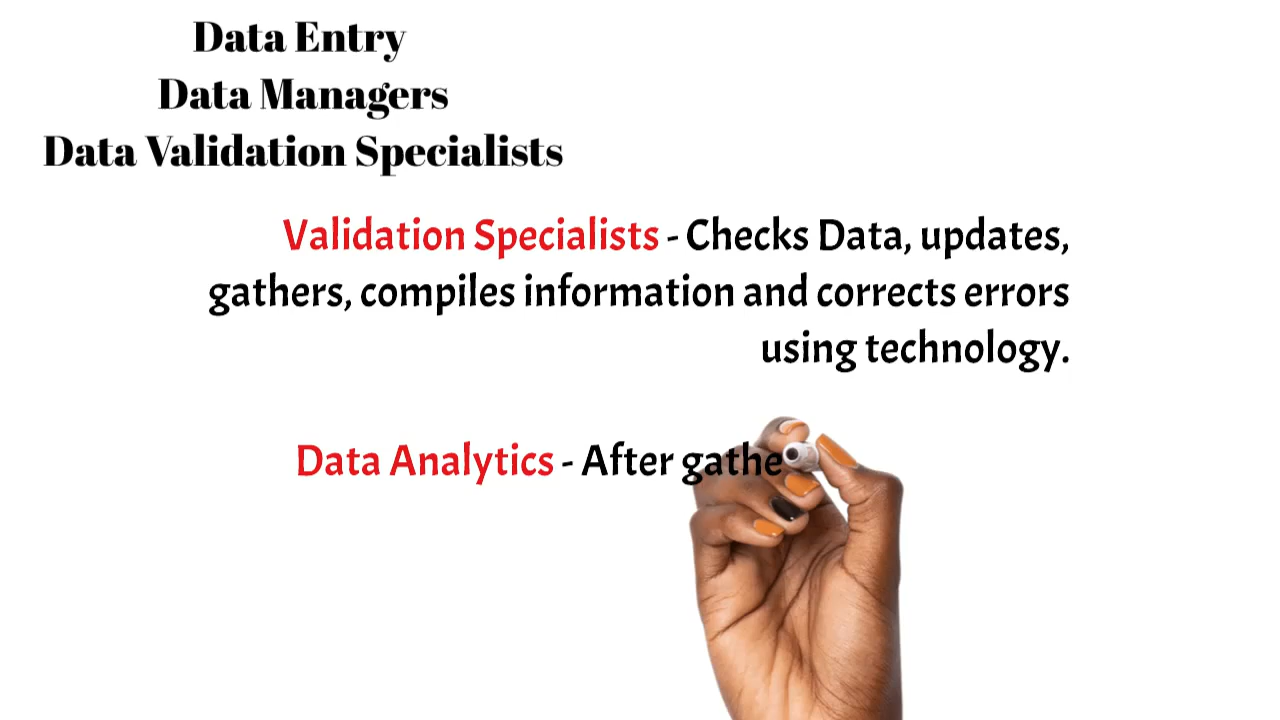 Data Entry
Data Managers
Data Validation Specialists
Validation Specialists - Checks Data, updates,
gathers, compiles information and corrects errors
using technology.
Data Analytics - After gathe